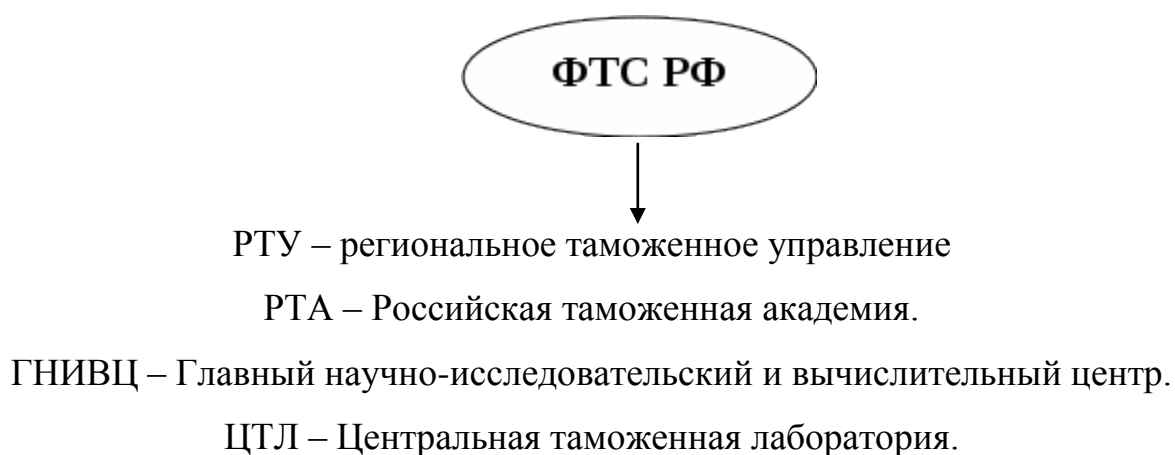 ФТС РФ
РТУ – региональное таможенное управление
РТА – Российская таможенная академия.
ГНИВЦ – Главный научно-исследовательский и вычислительный центр.
ЦТЛ – Центральная таможенная лаборатория.